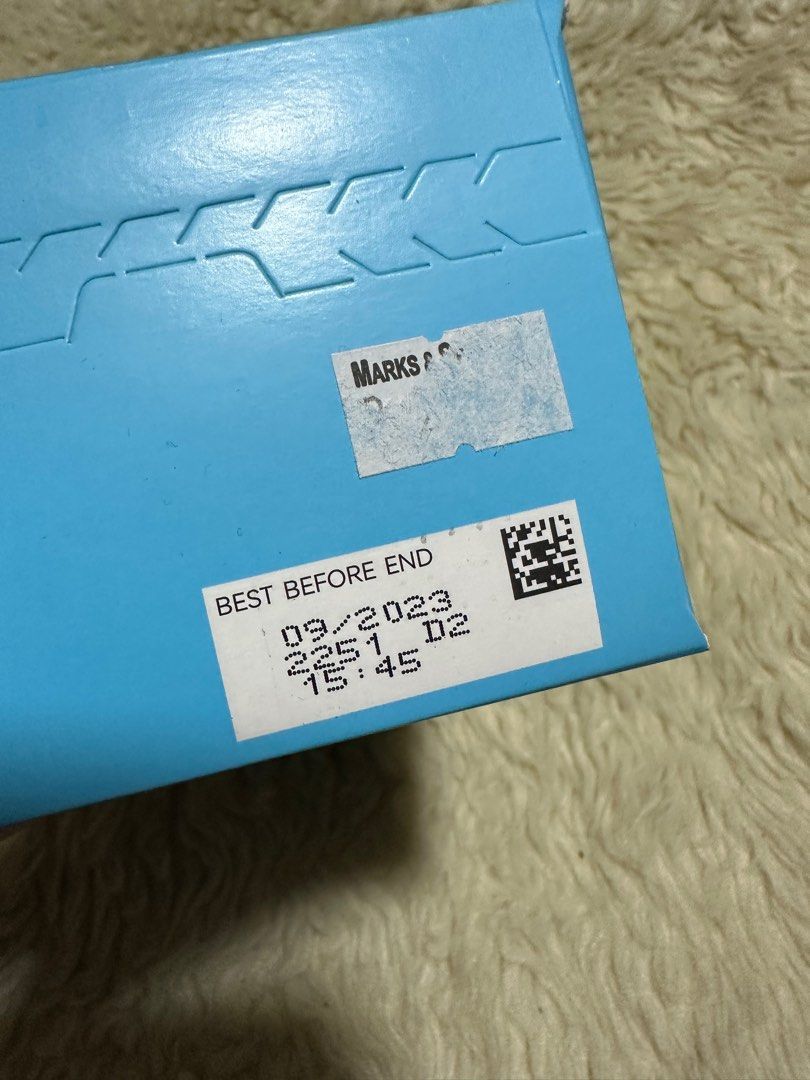 MARKS &
BEST BEFORE END
09/2023
2251 D2
15:45